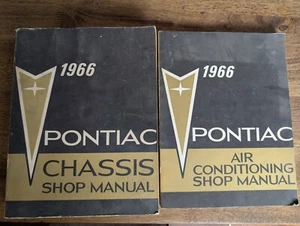 1966
PONTIAC
CHASSIS
SHOP MANUAL
1966
PONTIAC
AIR
CONDITIONING
SHOP MANUAL